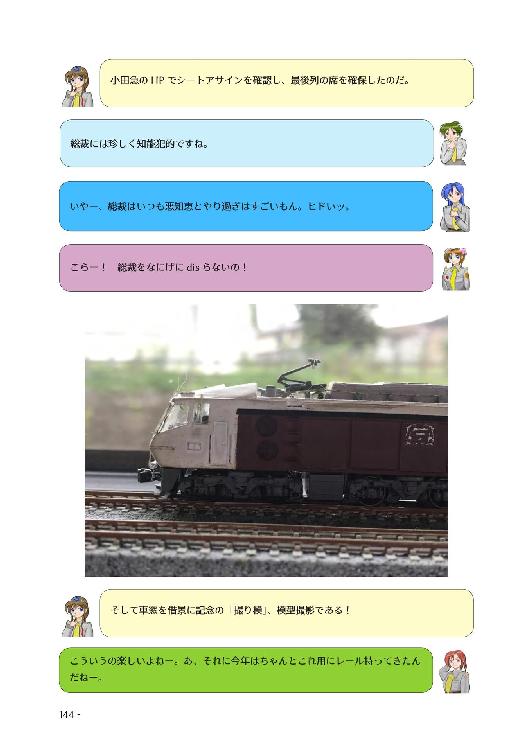 小田急のHPでシートアサインを確認し、最後列の席を確保したのだ。
総裁には珍しく知能犯的ですね。
いやー、総裁はいつも悪知恵とやり過ぎはすごいもん。ヒドいッ。
こらー！　総裁をなにげにdisらないの！
そして車窓を借景に記念の「撮り模」、模型撮影である！
こういうの楽しいよねー。あ、それに今年はちゃんとこれ用にレール持ってきたん
だねー。
144 -